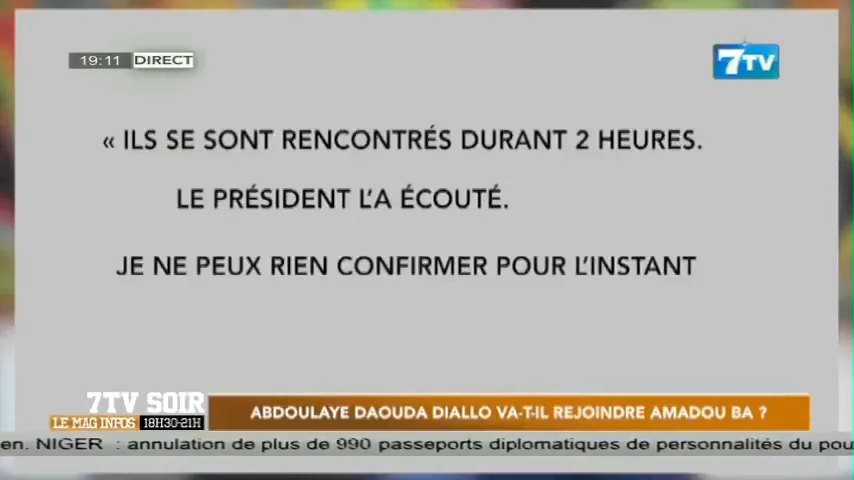 19:11 DIRECT
7TV
« ILS SE SONT RENCONTRÉS DURANT 2 HEURES.
LE PRÉSIDENT L'A ÉCOUTÉ.
JE NE PEUX RIEN CONFIRMER POUR L'INSTANT
7TV SOIR
LE MAG INFOS 18H30-21H
ABDOULAYE DAOUDA DIALLO VA-T-IL REJOINDRE AMADOU BA ?
en. NIGER : annulation de plus de 990 passeports diplomatiques de personnalités du pou